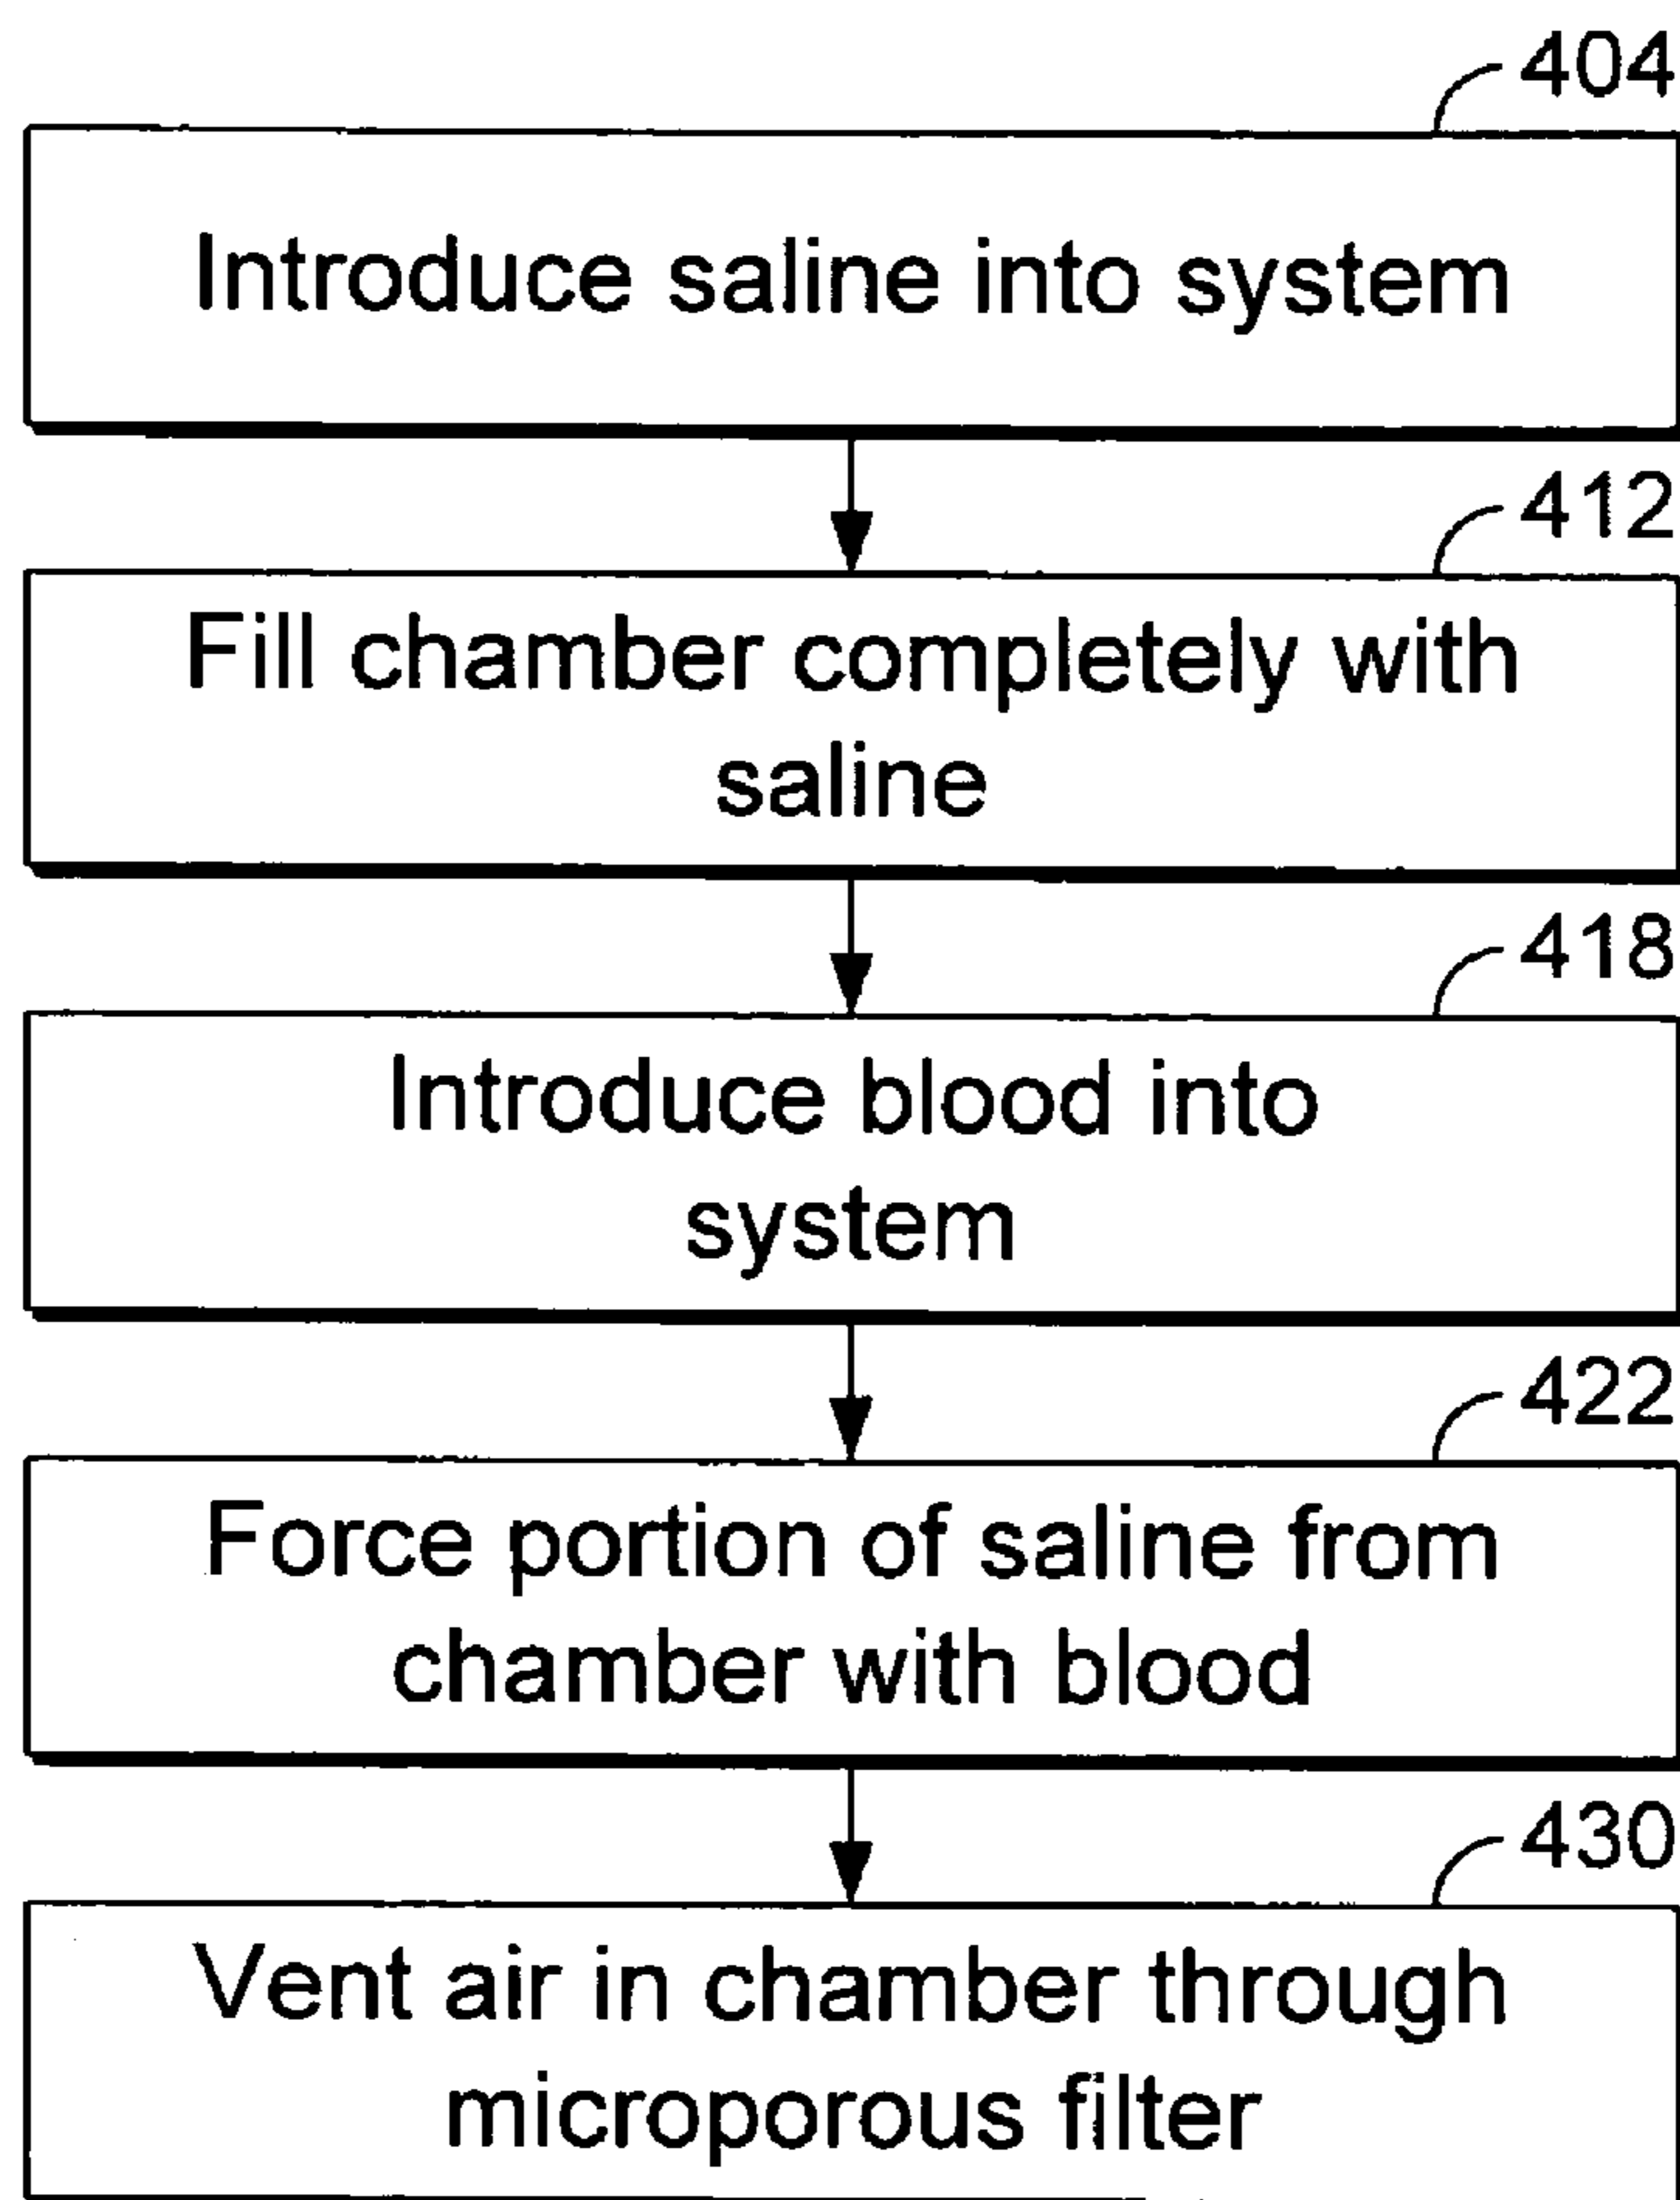 404
Introduce saline into system
412
Fill chamber completely with
saline
418
Introduce blood into
system
422
Force portion of saline from
chamber with blood
430
Vent air in chamber through
microporous filter